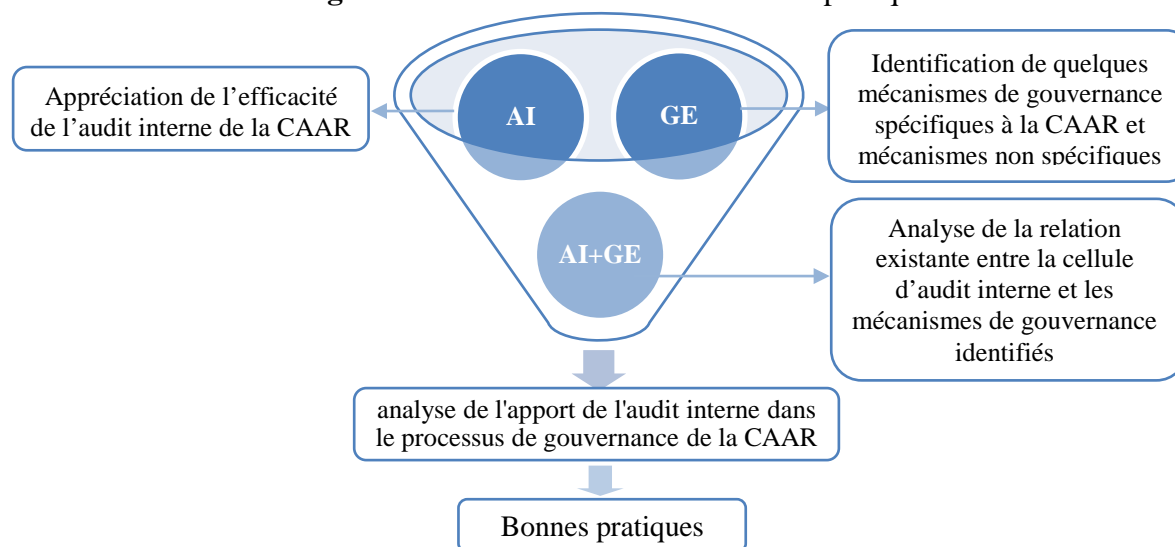 Appréciation de l’efficacité
de l’audit interne de la CAAR
AI
GE
Identification de quelques
mécanismes de gouvernance
spécifiques à la CAAR et
mécanismes non spécifiques
AI+GE
Analyse de la relation
existante entre la cellule
d’audit interne et les
mécanismes de gouvernance
identifiés
analyse de l'apport de l'audit interne dans
le processus de gouvernance de la CAAR
Bonnes pratiques